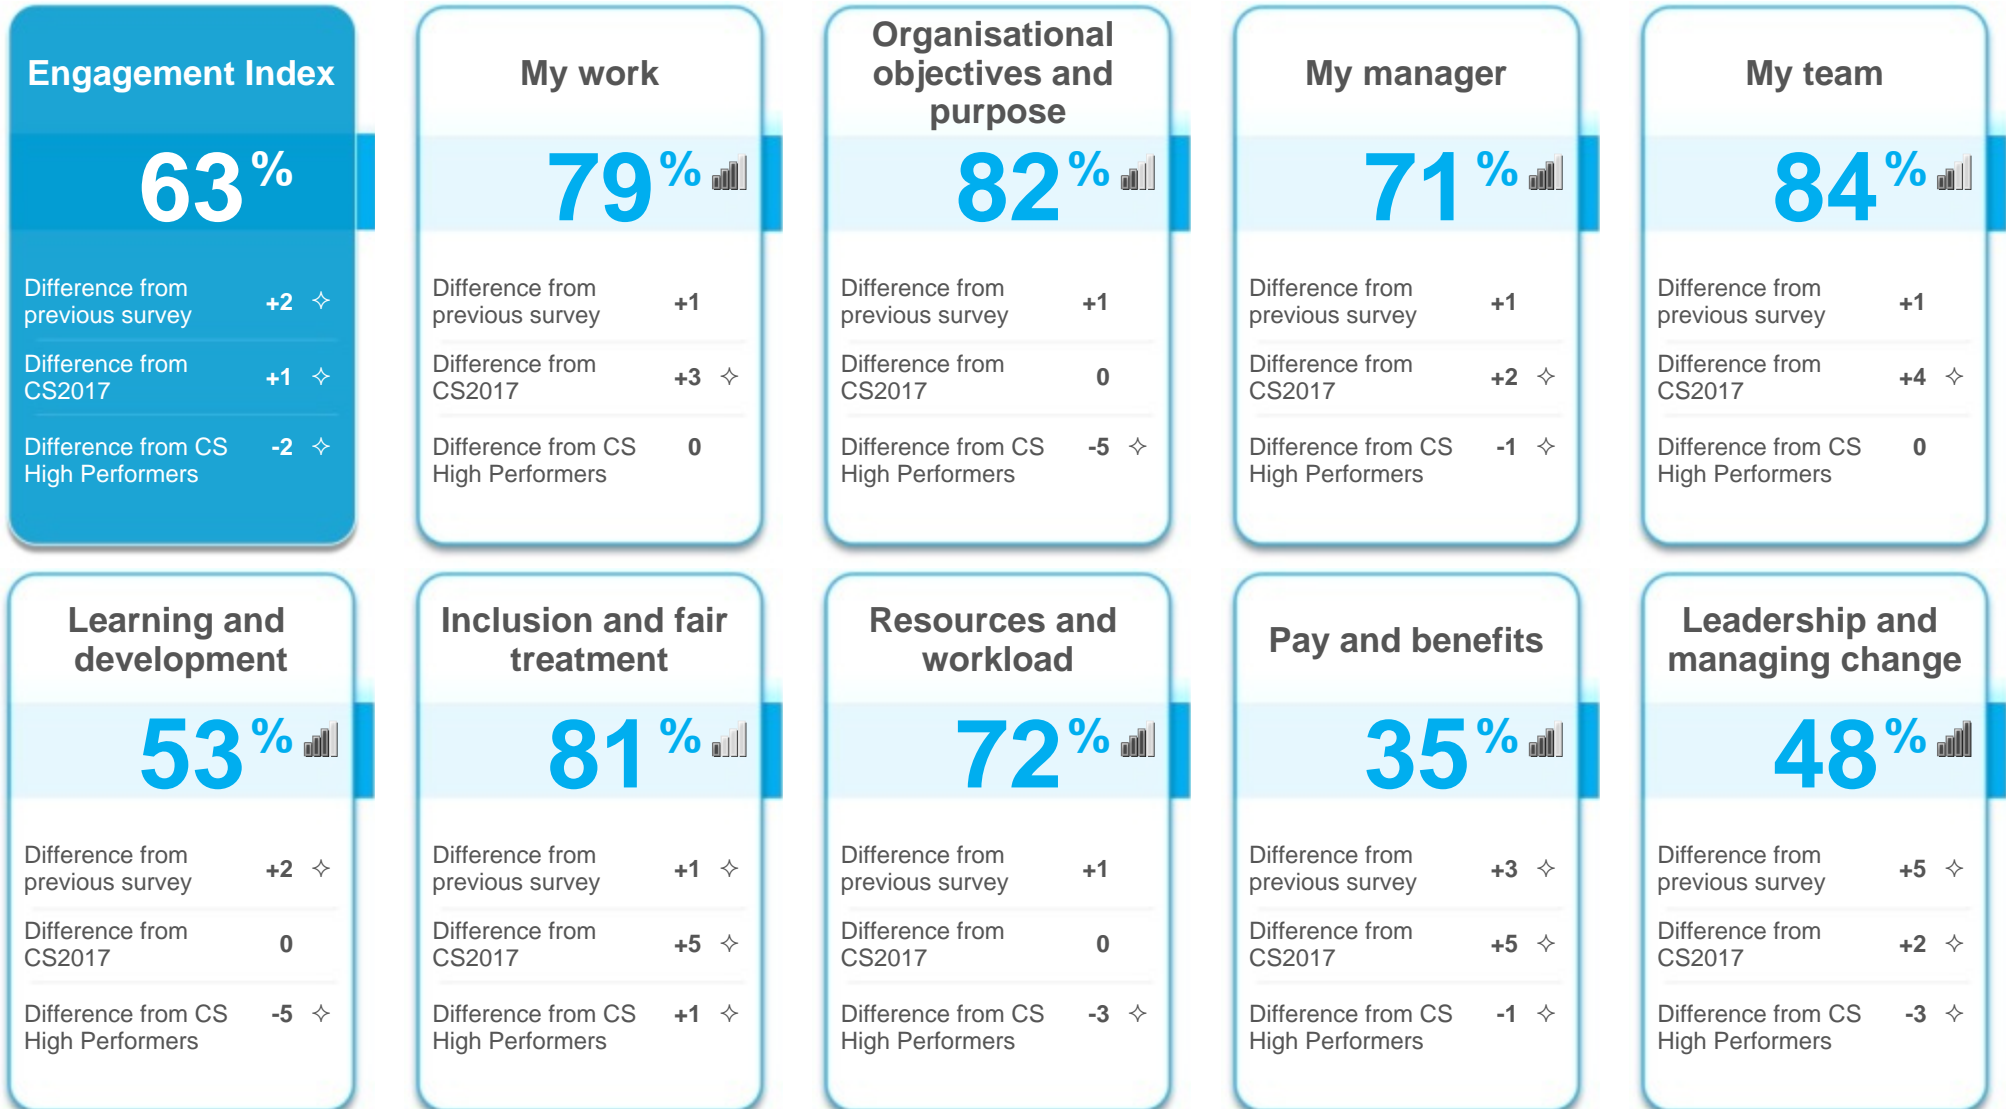 Engagement Index
63%
Difference from
previous survey
+2 ✧
Difference from
CS2017
+1 ✧
Difference from CS
High Performers
-2 ✧
My work
79%
Difference from
previous survey
+1
Difference from
CS2017
+3 ✧
Difference from CS
High Performers
0
Organisational
objectives and
purpose
82%
Difference from
previous survey
+1
Difference from
CS2017
0
Difference from CS
High Performers
-5 ✧
My manager
71%
Difference from
previous survey
+1
Difference from
CS2017
+2 ✧
Difference from CS
High Performers
-1 ✧
My team
84%
Difference from
previous survey
+1
Difference from
CS2017
+4 ✧
Difference from CS
High Performers
0
Learning and
development
53%
Difference from
previous survey
+2 ✧
Difference from
CS2017
0
Difference from CS
High Performers
-5 ✧
Inclusion and fair
treatment
81%
Difference from
previous survey
+1 ✧
Difference from
CS2017
+5 ✧
Difference from CS
High Performers
+1 ✧
Resources and
workload
72%
Difference from
previous survey
+1
Difference from
CS2017
0
Difference from CS
High Performers
-3 ✧
Pay and benefits
35%
Difference from
previous survey
+3 ✧
Difference from
CS2017
+5 ✧
Difference from CS
High Performers
-1 ✧
Leadership and
managing change
48%
Difference from
previous survey
+5 ✧
Difference from
CS2017
+2 ✧
Difference from CS
High Performers
-3 ✧